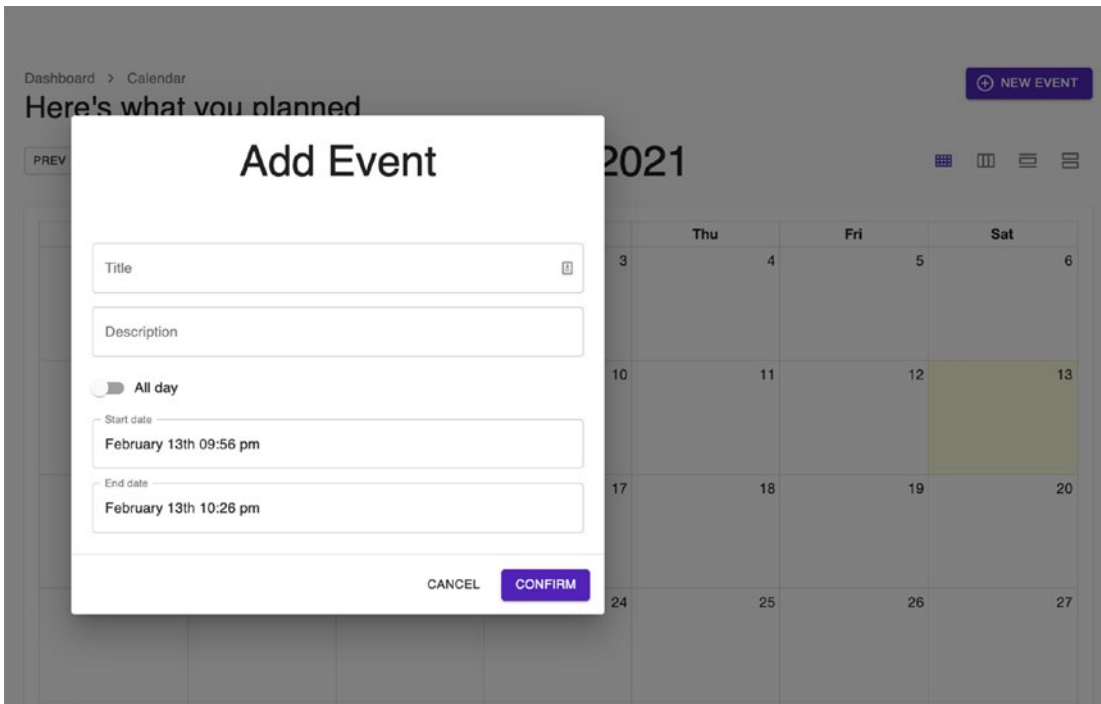 Dashboard > Calendar
NEW EVENT
Here's what you planned
PREV
2021
Add Event
Title
Description
All day
Start date
February 13th 09:56 pm
End date
February 13th 10:26 pm
CANCEL
CONFIRM
Thu Fri Sat
3 4 5 6
10 11 12 13
17 18 19 20
24 25 26 27